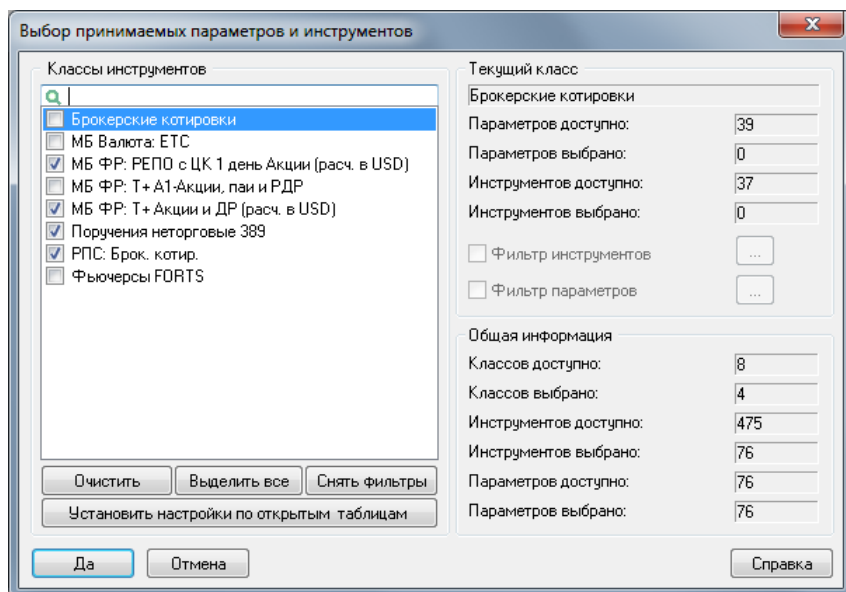 Выбор принимаемых параметров и инструментов
Классы инструментов
Брокерские котировки
МБ Валюта: ETC
МБ ФР: РЕПО с ЦК 1 день Акции (расч. в USD)
МБ ФР: Т+ А1-Акции, паи и РДР
МБ ФР: Т+ Акции и ДР (расч. в USD)
Поручения неторговые 389
РПС: Брок. котир.
Фьючерсы FORTS
Очистить
Выделить все
Снять фильтры
Установить настройки по открытым таблицам
Текущий класс
Брокерские котировки
Параметров доступно: 39
Параметров выбрано: 0
Инструментов доступно: 37
Инструментов выбрано: 0
Фильтр инструментов ...
Фильтр параметров ...
Общая информация
Классов доступно: 8
Классов выбрано: 4
Инструментов доступно: 475
Инструментов выбрано: 76
Параметров доступно: 76
Параметров выбрано: 76
Да
Отмена
Справка